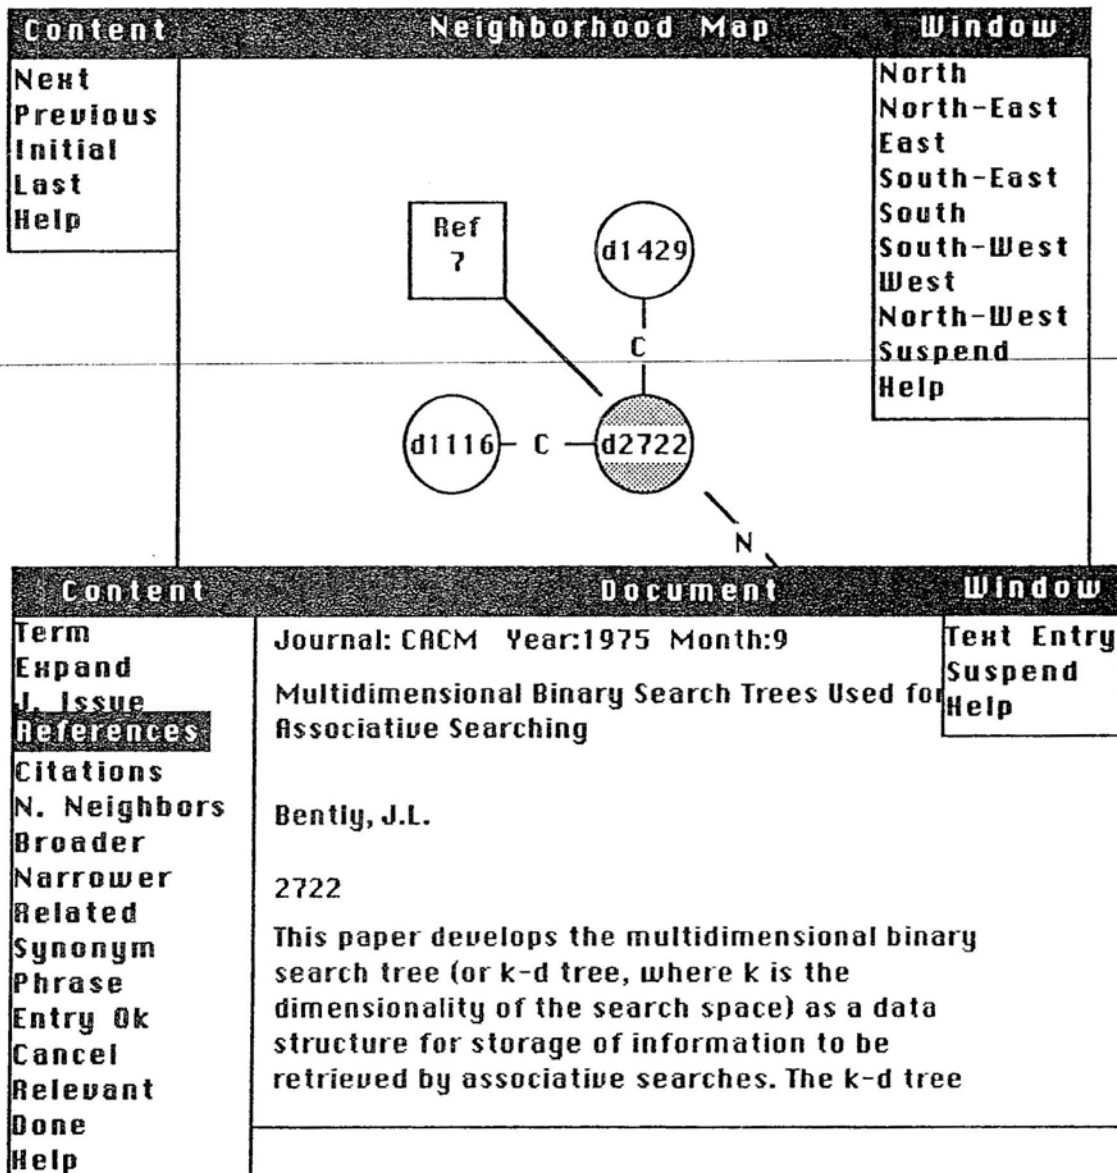 Content Neighborhood Map Window
Next
Previous
Initial
Last
Help
North
North-East
East
South-East
South
South-West
West
North-West
Suspend
Help
Ref
7
d1429
C
d1116
C
d2722
N
Content Document Window
Term
Expand
J. Issue
References
Citations
N. Neighbors
Broader
Narrower
Related
Synonym
Phrase
Entry Ok
Cancel
Relevant
Done
Help
Journal: CACM Year:1975 Month:9
Multidimensional Binary Search Trees Used for
Associative Searching
Bently, J.L.
2722
This paper develops the multidimensional binary
search tree (or k-d tree, where k is the
dimensionality of the search space) as a data
structure for storage of information to be
retrieved by associative searches. The k-d tree
Text Entry
Suspend
Help